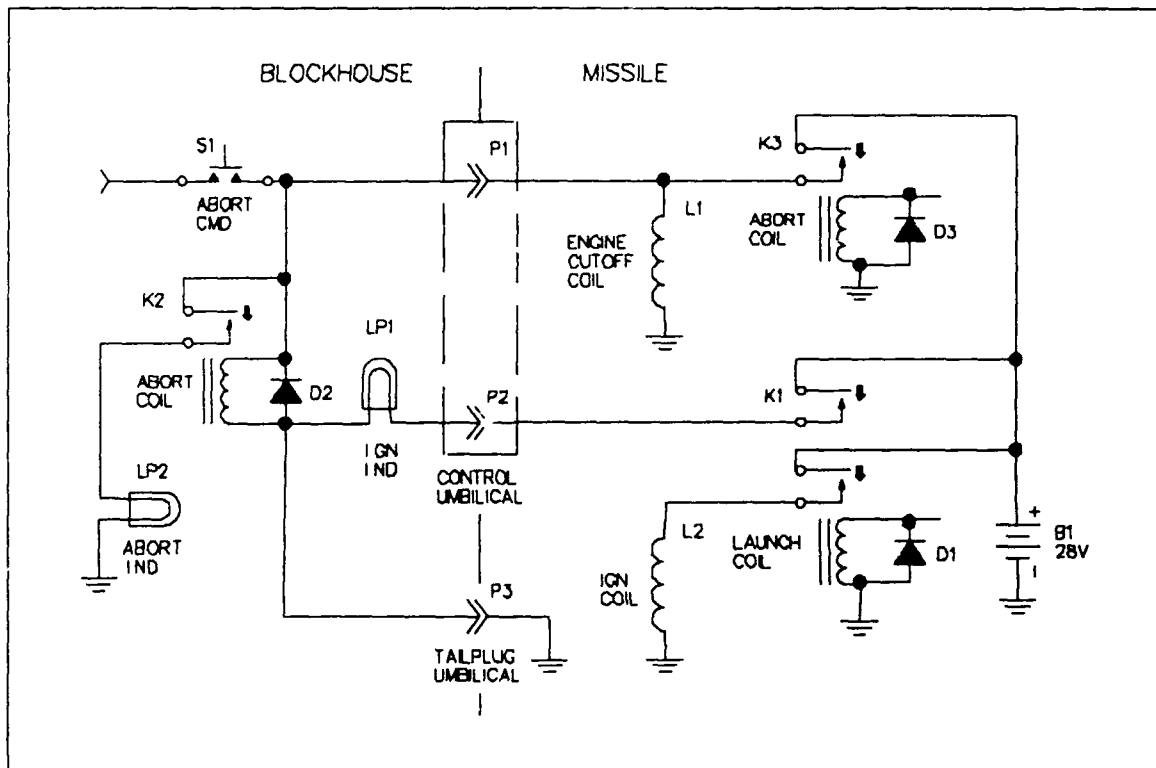 BLOCKHOUSE
MISSILE
S1
ABORT
CMD
P1
K3
L1
ENGINE
CUTOFF
COIL
ABORT
COIL
D3
K2
LP1
ABORT
COIL
D2
P2
K1
IGN
IND
CONTROL
UMBILICAL
LP2
ABORT
IND
L2
IGN
COIL
LAUNCH
COIL
D1
+
B1
28V
P3
TAILPLUG
UMBILICAL